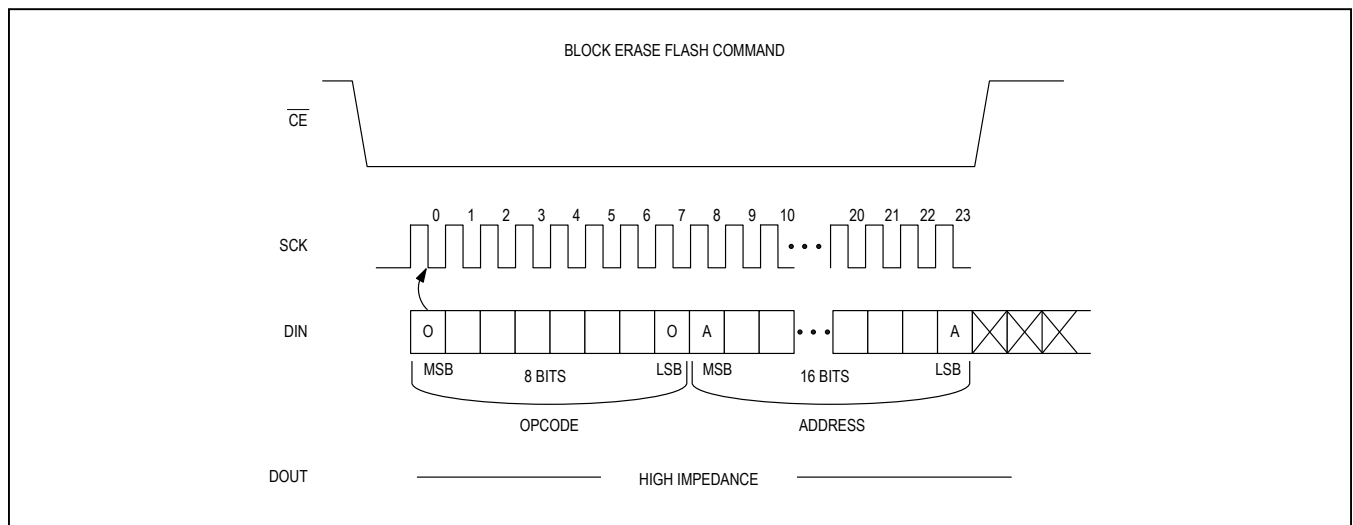 BLOCK ERASE FLASH COMMAND
CE
0 1 2 3 4 5 6 7 8 9 10 20 21 22 23
SCK
DIN O O A A
MSB 8 BITS LSB MSB 16 BITS LSB
OPCODE ADDRESS
DOUT HIGH IMPEDANCE